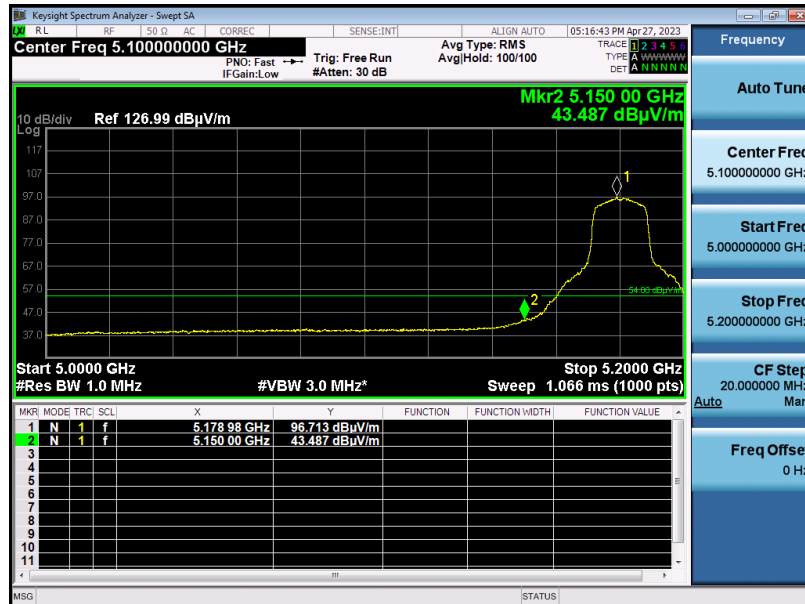 Keysight Spectrum Analyzer - Swept SA
RL RF 50 Ω AC CORREC SENSE:INT ALIGN AUTO 05:16:43 PM Apr 27, 2023
Center Freq 5.100000000 GHz
PNO: Fast
IFGain:Low
Trig: Free Run
#Atten: 30 dB
Avg Type: RMS
Avg|Hold: 100/100
TRACE 1 2 3 4 5 6
TYPE A WWWWW
DET A N N N N N
Mkr2 5.150 00 GHz
43.487 dBµV/m
10 dB/div Ref 126.99 dBµV/m
Log
117
107
97.0
87.0
77.0
67.0
57.0
47.0
37.0
1
2
54.00 dBµV/m
Start 5.0000 GHz Stop 5.2000 GHz
#Res BW 1.0 MHz #VBW 3.0 MHz* Sweep 1.066 ms (1000 pts)
MKR MODE TRC SCL X Y FUNCTION FUNCTION WIDTH FUNCTION VALUE
1 N 1 f 5.178 98 GHz 96.713 dBµV/m
2 N 1 f 5.150 00 GHz 43.487 dBµV/m
3
4
5
6
7
8
9
10
11
MSG STATUS
Frequency
Auto Tune
Center Freq
5.100000000 GHz
Start Freq
5.000000000 GHz
Stop Freq
5.200000000 GHz
CF Step
20.000000 MHz
Auto Man
Freq Offset
0 Hz